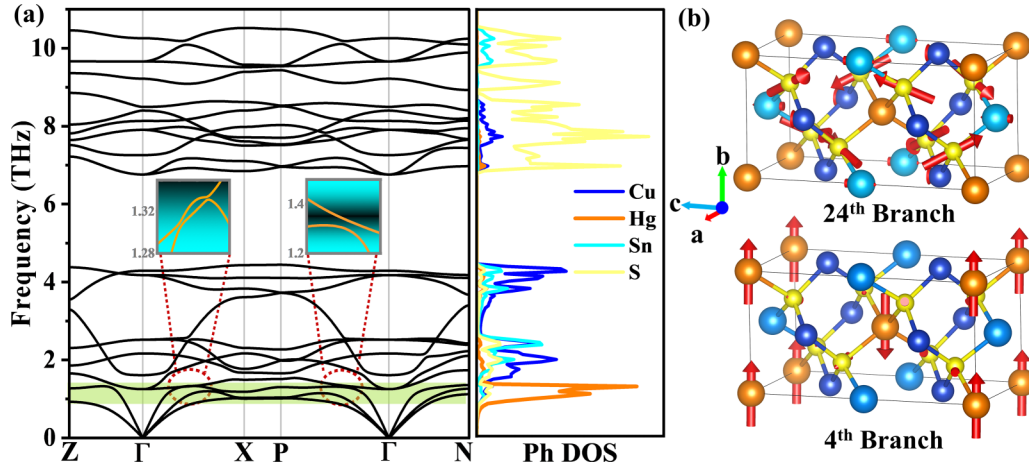 (a)
(b)
Frequency (THz)
10
8
6
4
2
0
1.32
1.28
1.4
1.2
Z Γ X P Γ N
Cu
Hg
Sn
S
Ph DOS
b
c
a
24th Branch
4th Branch